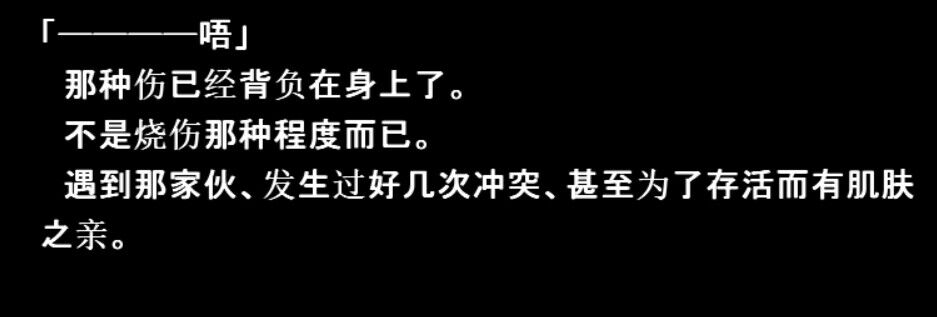 「————唔」
那种伤已经背负在身上了。
不是烧伤那种程度而已。
遇到那家伙、发生过好几次冲突、甚至为了存活而有肌肤
之亲。